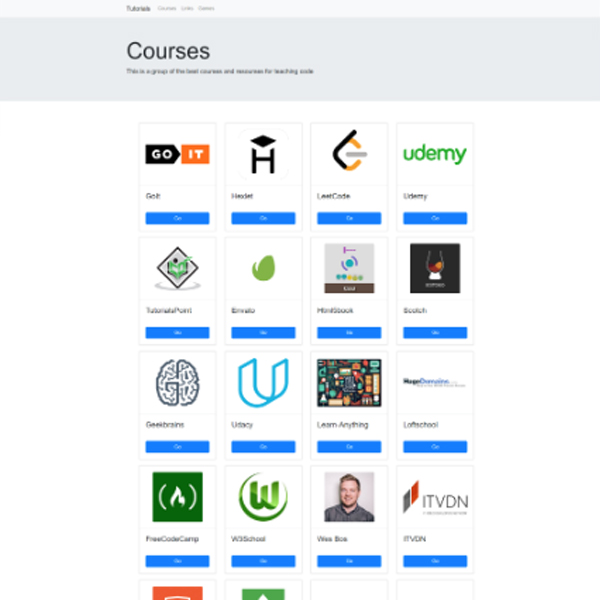 Tutorials Courses Links Games
Courses
This is a group of the best courses and resources for teaching code
GO IT
H
udemy
GoIt Hexlet LeetCode Udemy
Go Go Go Go
TutorialsPoint Envato Html5book Scotch
Go Go Go Go
HugeDomains
Geekbrains Udacy Learn Anything Loftschool
Go Go Go Go
W ITVDN
FreeCodeCamp W3School Wes Bos ITVDN
Go Go Go Go